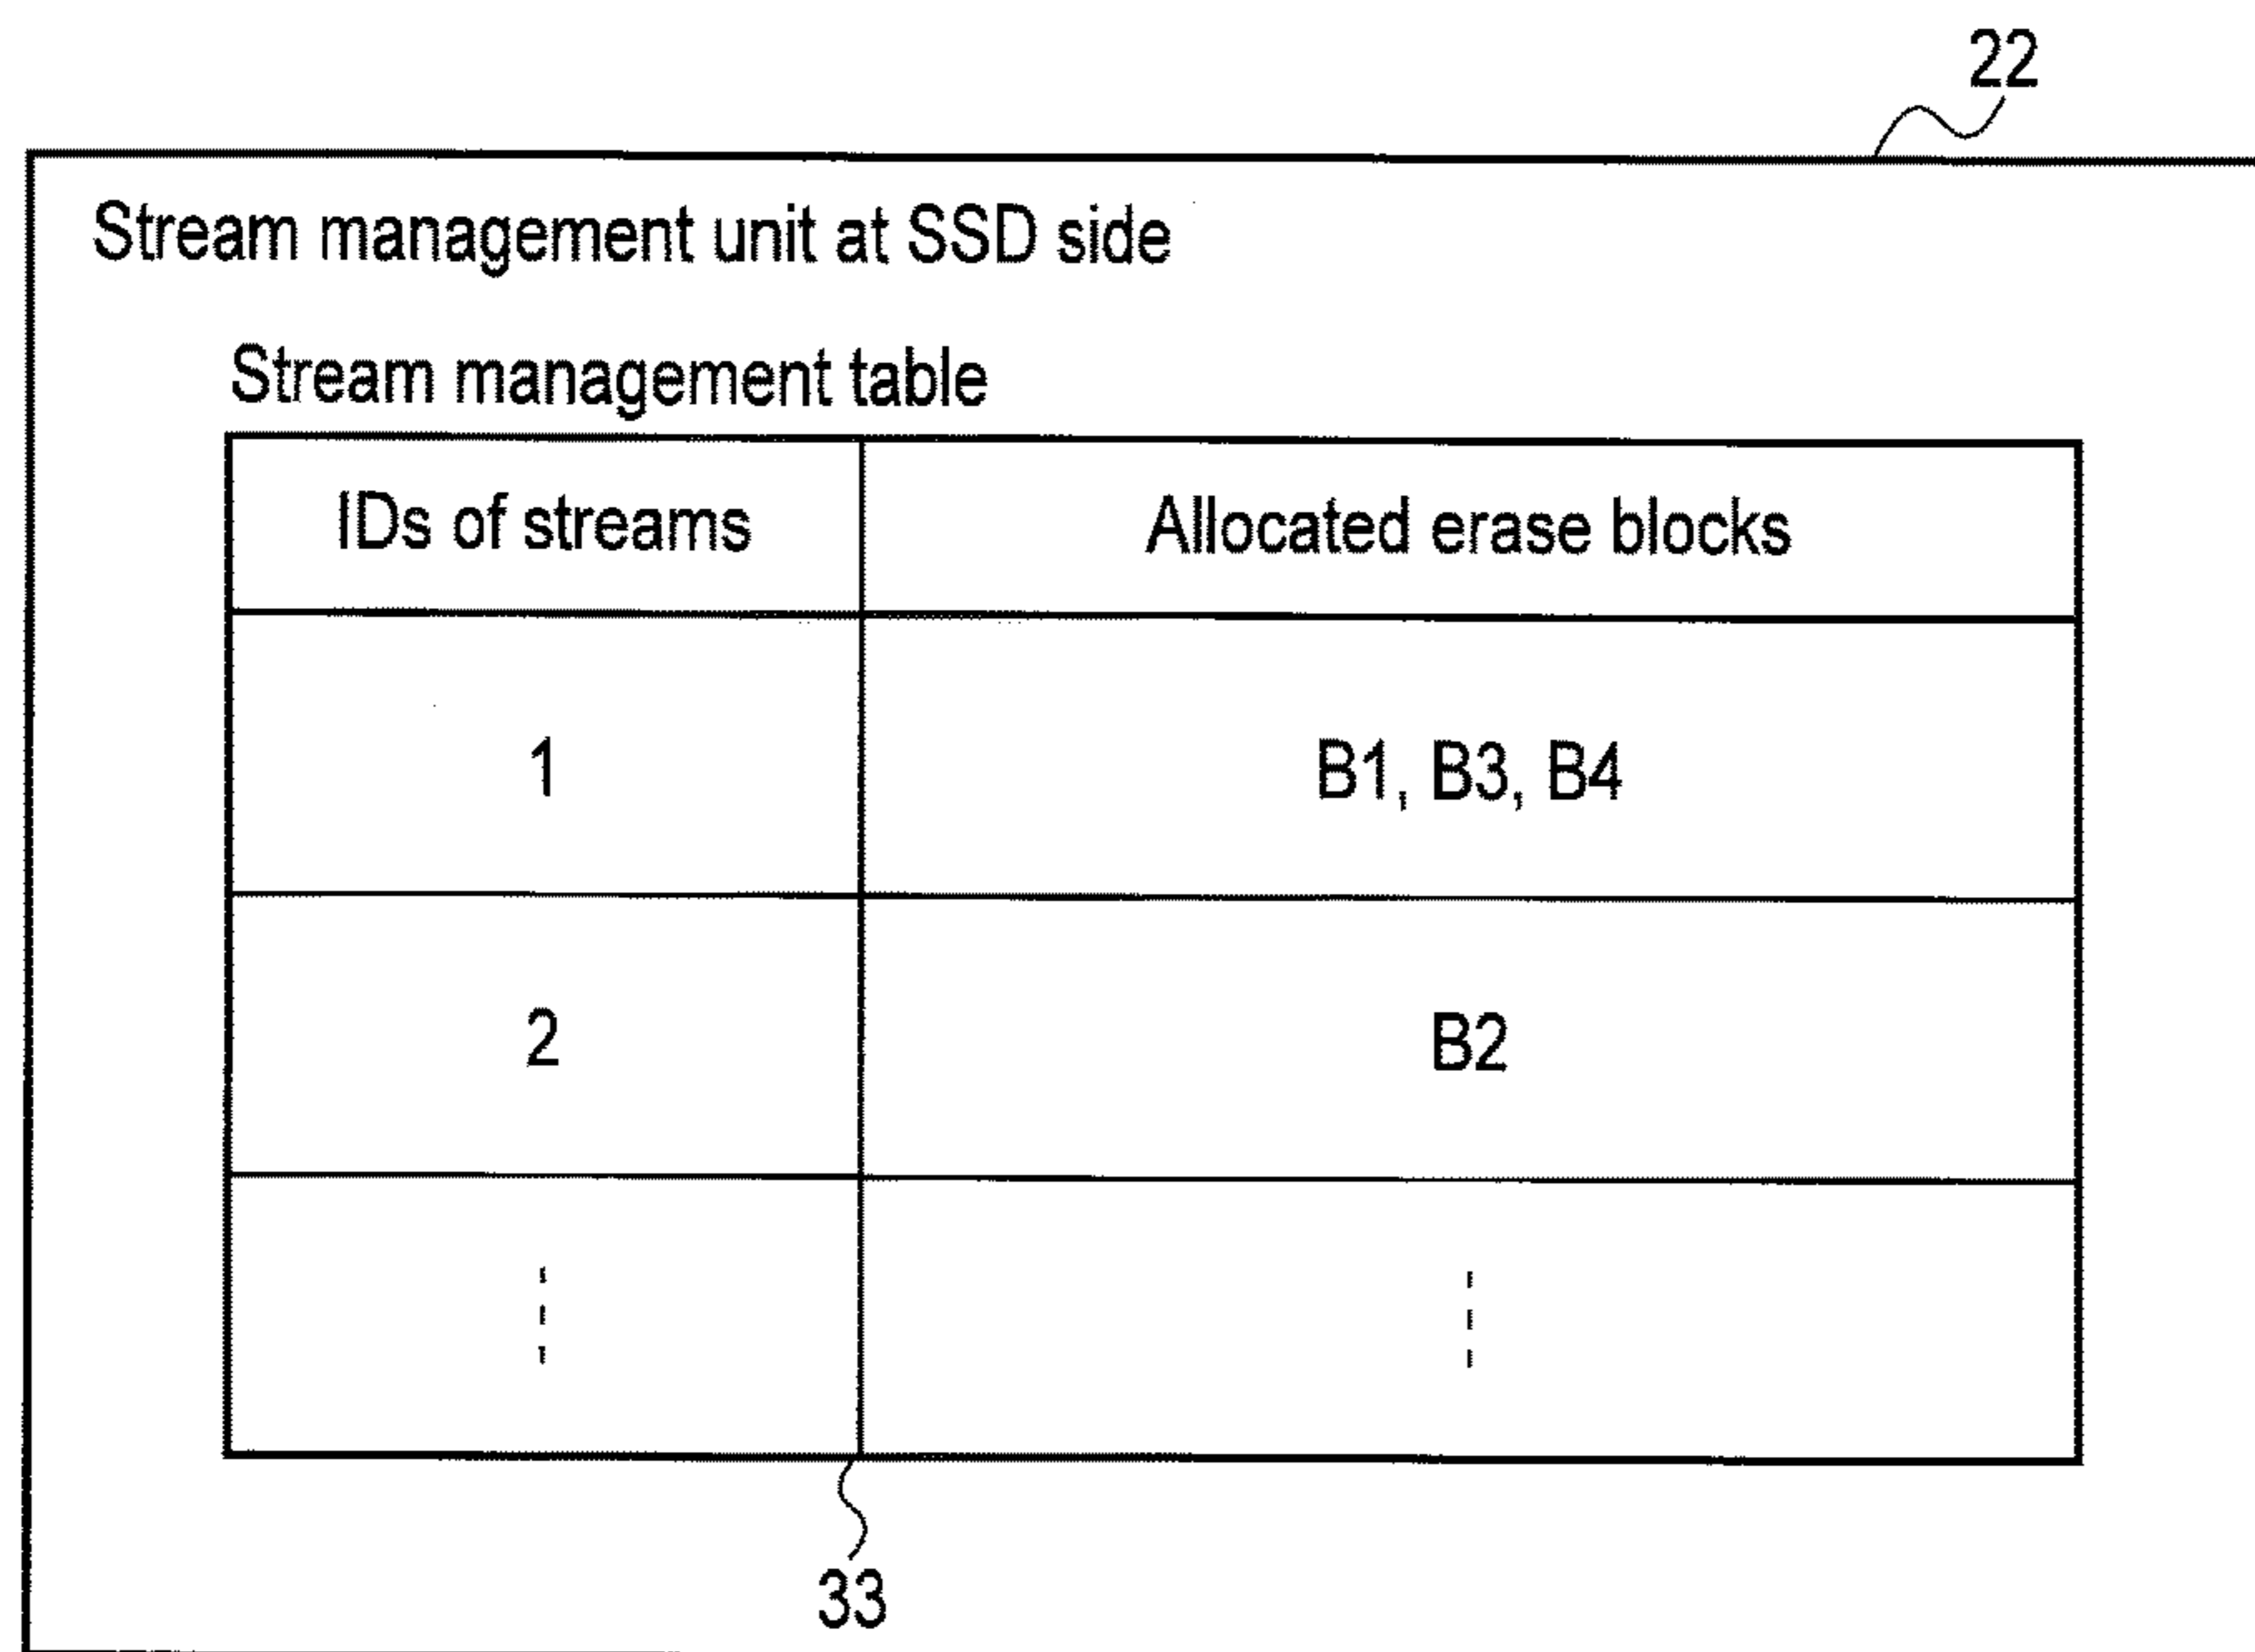 22
Stream management unit at SSD side
Stream management table
IDs of streams Allocated erase blocks
1 B1, B3, B4
2 B2
33